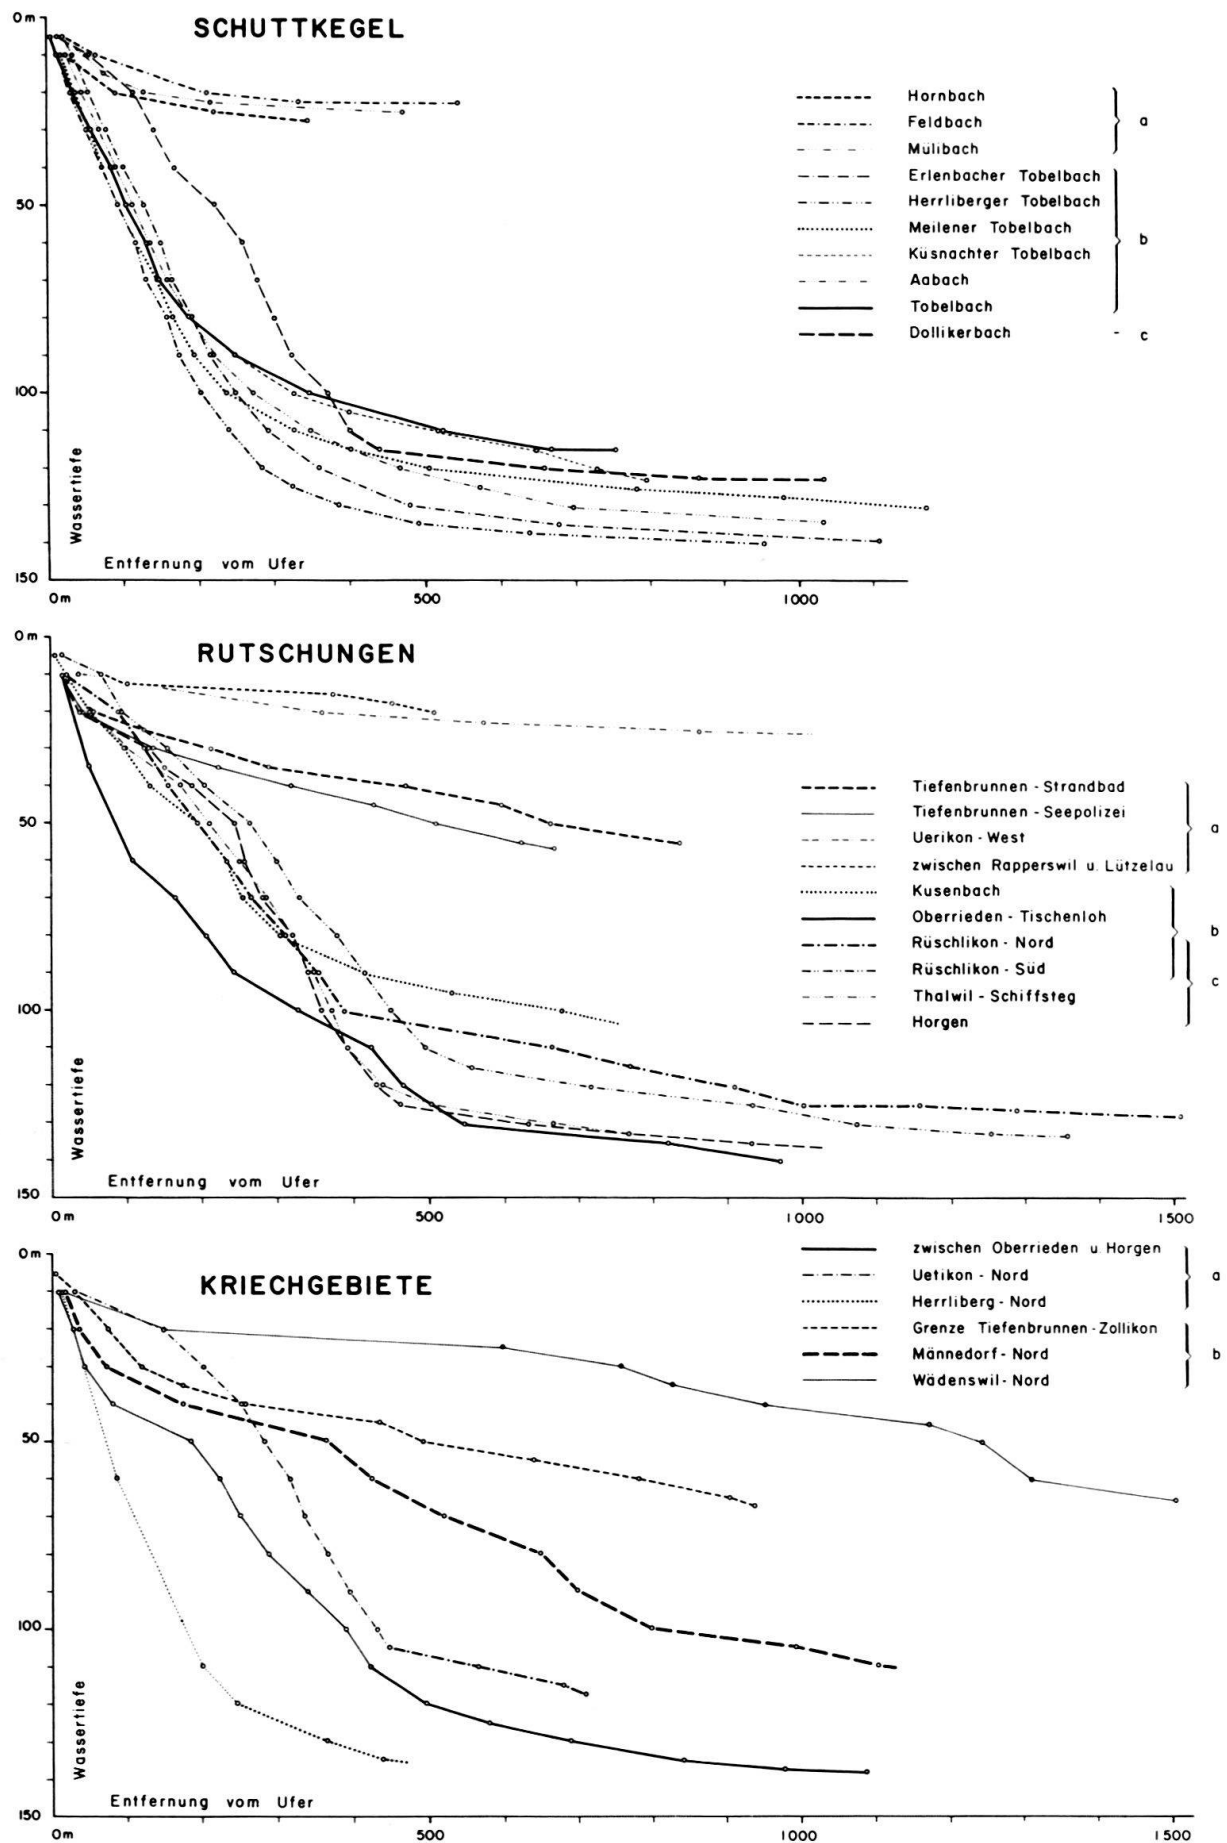 SCHUTTKEGEL
0m
50
100
150
Wassertiefe
Entfernung vom Ufer
0m
500
1000
Hornbach
Feldbach
Mülibach
a
Erlenbacher Tobelbach
Herrliberger Tobelbach
Meilener Tobelbach
Küsnachter Tobelbach
Aabach
Tobelbach
b
Dollikerbach - c
RUTSCHUNGEN
0m
50
100
150
Wassertiefe
Entfernung vom Ufer
0m
500
1000
1500
Tiefenbrunnen - Strandbad
Tiefenbrunnen - Seepolizei
Uerikon - West
zwischen Rapperswil u. Lützelau
a
Kusenbach
Oberrieden - Tischenloh
Rüschlikon - Nord
b
Rüschlikon - Süd
Thalwil - Schiffsteg
Horgen
c
KRIECHGEBIETE
0m
50
100
150
Wassertiefe
Entfernung vom Ufer
0m
500
1000
1500
zwischen Oberrieden u. Horgen
Uetikon - Nord
Herrliberg - Nord
a
Grenze Tiefenbrunnen - Zollikon
Männedorf - Nord
Wädenswil - Nord
b